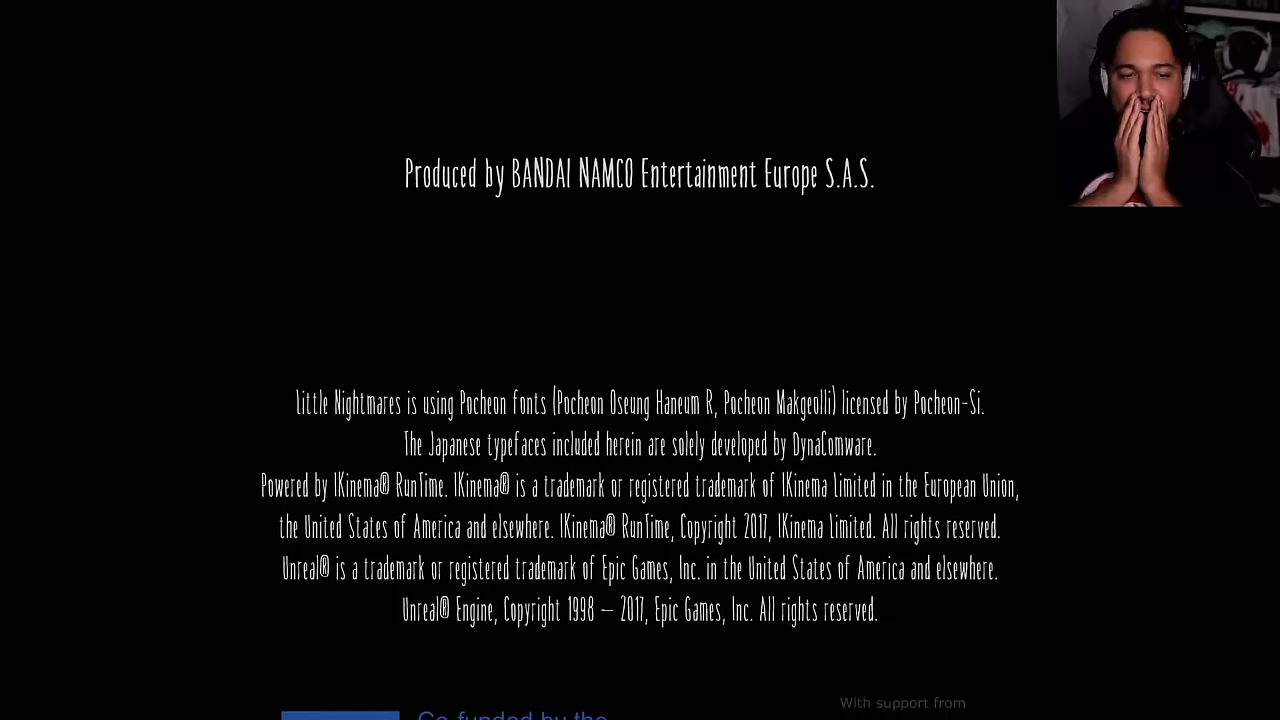 Produced by BANDAI NAMCO Entertainment Europe S.A.S.
Little Nightmares is using Pocheon fonts (Pocheon Oseung Haneum R, Pocheon Makgeolli) licensed by Pocheon-Si.
The Japanese typefaces included herein are solely developed by DynaComware.
Powered by IKinema® RunTime. IKinema® is a trademark or registered trademark of IKinema Limited in the European Union,
the United States of America and elsewhere. IKinema® RunTime, Copyright 2017, IKinema Limited. All rights reserved.
Unreal® is a trademark or registered trademark of Epic Games, Inc. in the United States of America and elsewhere.
Unreal® Engine, Copyright 1998 – 2017, Epic Games, Inc. All rights reserved.
With support from
Co-funded by the